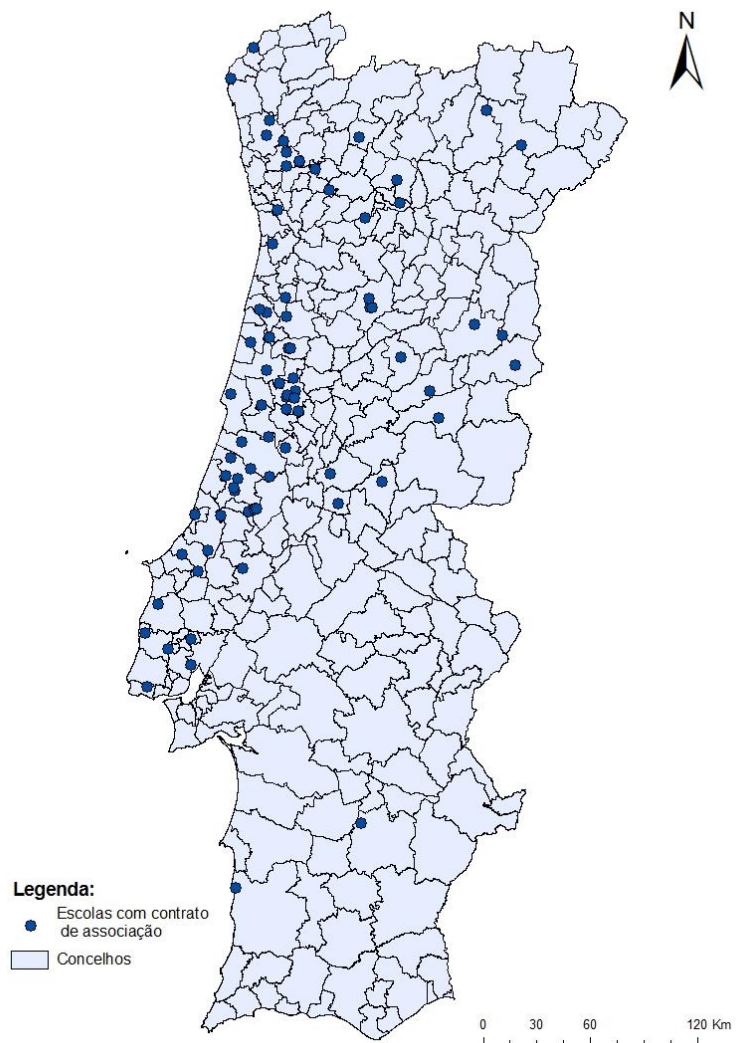 N
Legenda:
Escolas com contrato
de associação
Concelhos
0 30 60 120 Km